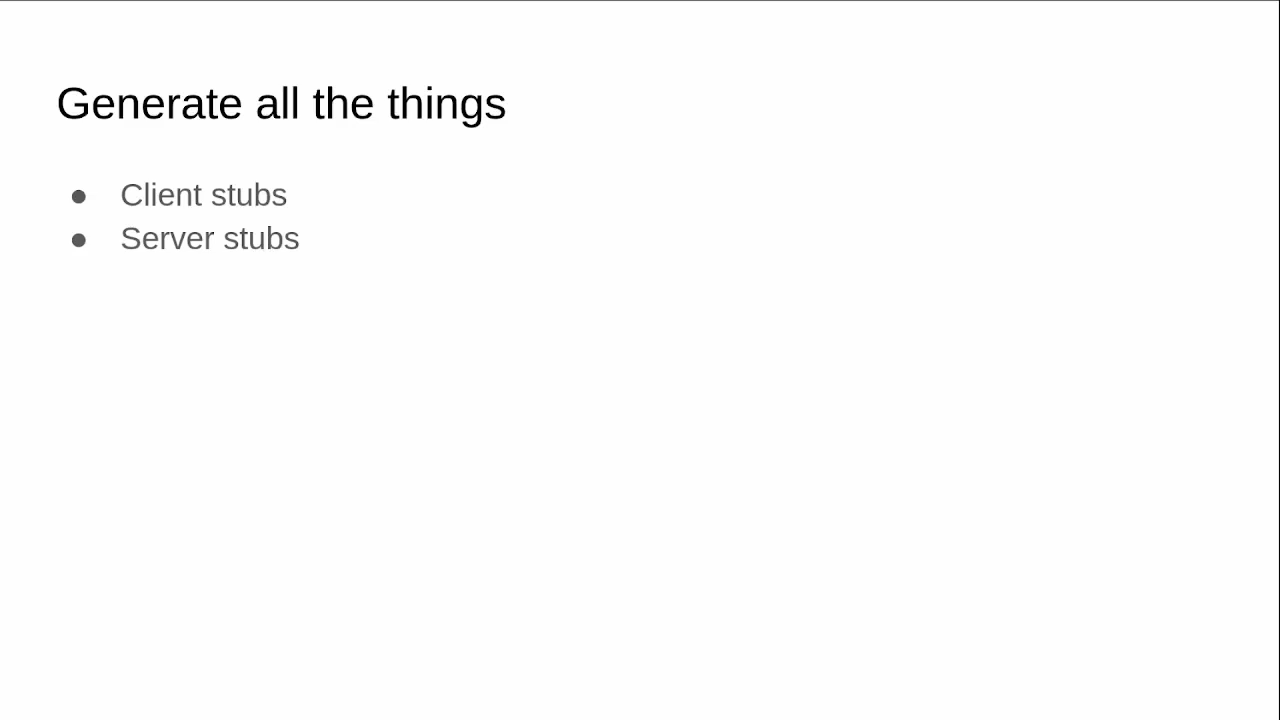 Generate all the things
● Client stubs
● Server stubs